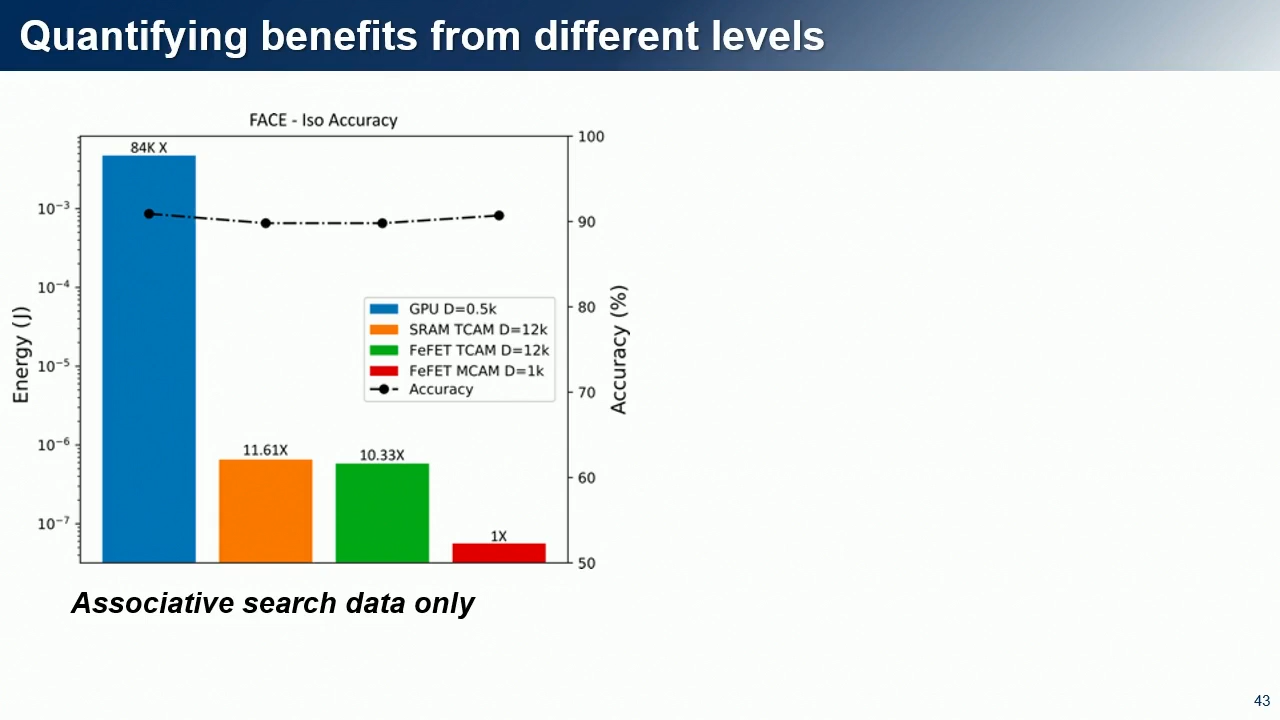 Quantifying benefits from different levels
FACE - Iso Accuracy
84K X
11.61X
10.33X
1X
10⁻³
10⁻⁴
10⁻⁵
10⁻⁶
10⁻⁷
Energy (J)
100
90
80
70
60
50
Accuracy (%)
GPU D=0.5k
SRAM TCAM D=12k
FeFET TCAM D=12k
FeFET MCAM D=1k
Accuracy
Associative search data only
43